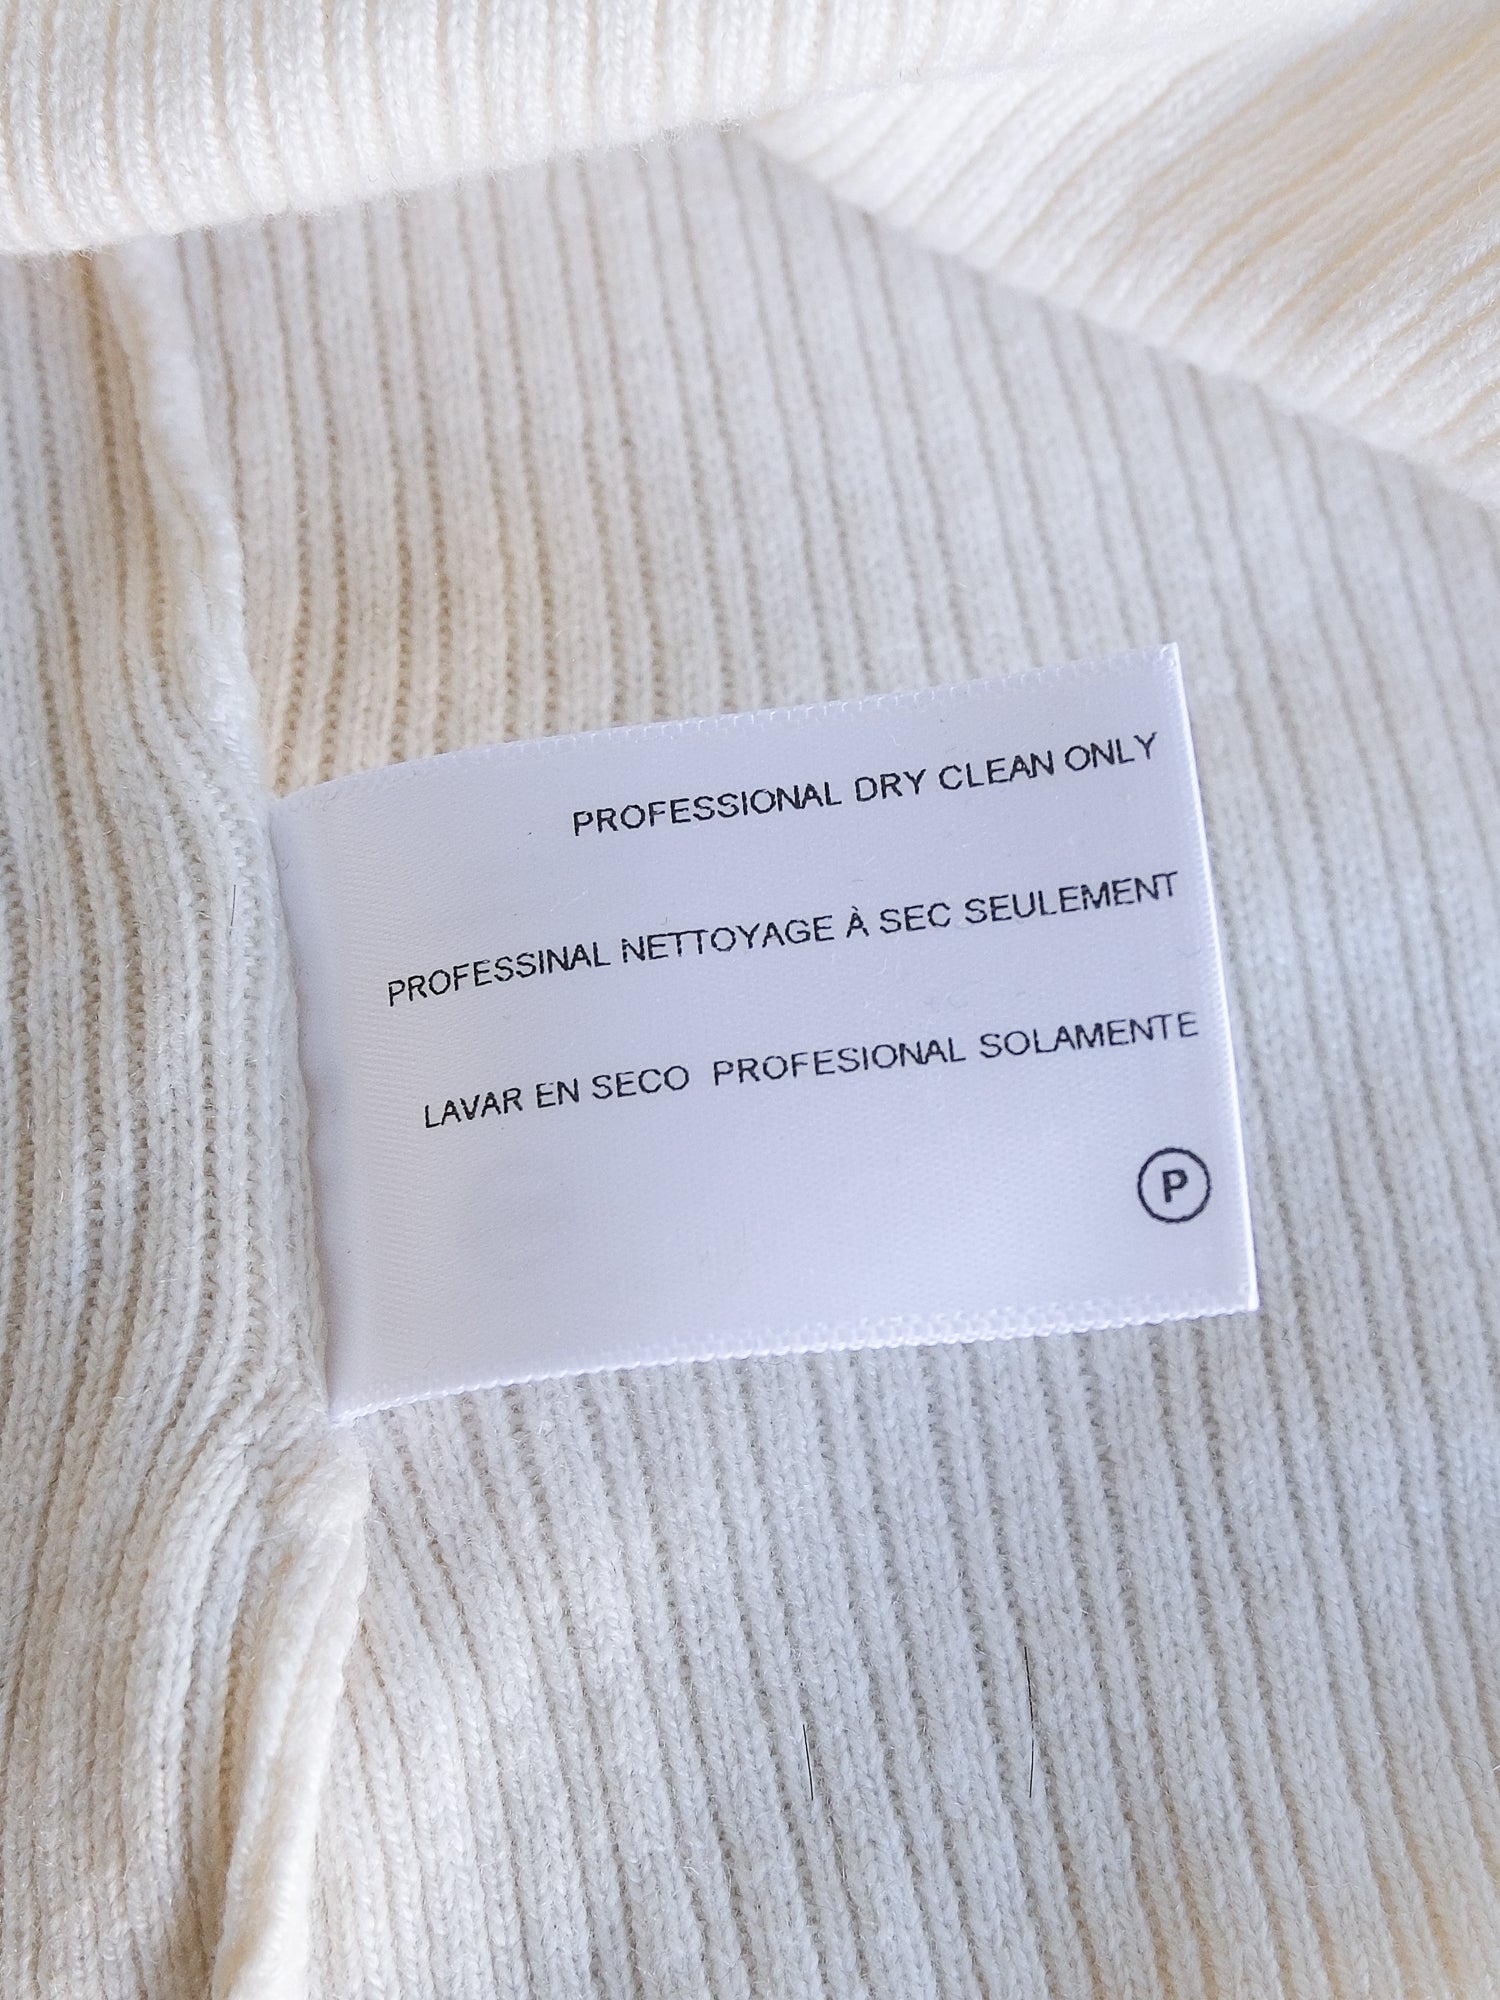 PROFESSIONAL DRY CLEAN ONLY
PROFESSINAL NETTOYAGE À SEC SEULEMENT
LAVAR EN SECO PROFESIONAL SOLAMENTE
P